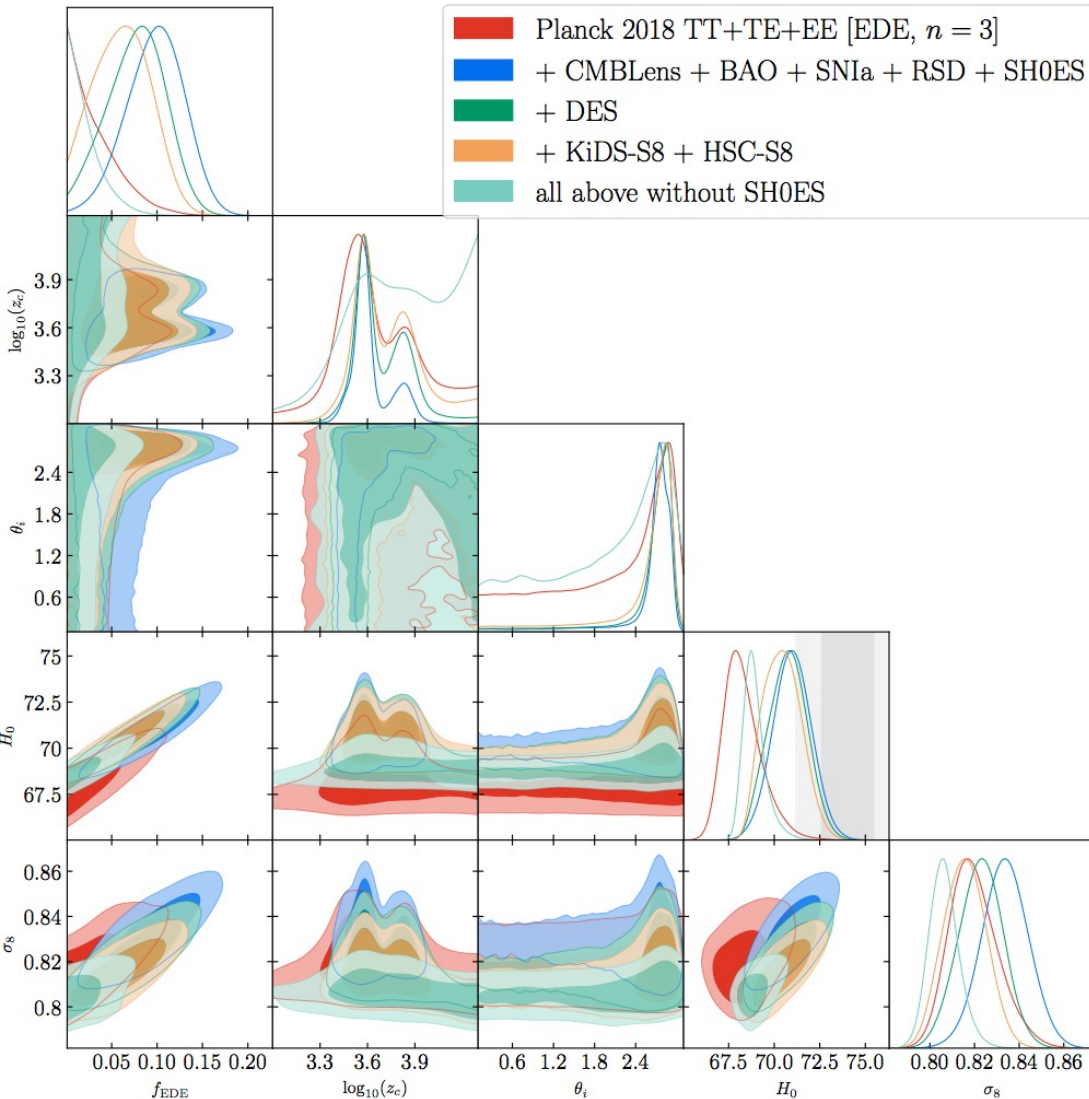 Planck 2018 TT+TE+EE [EDE, n = 3]
+ CMBLens + BAO + SNIa + RSD + SH0ES
+ DES
+ KiDS-S8 + HSC-S8
all above without SH0ES
log₁₀(z_c)
3.9
3.6
3.3
θᵢ
2.4
1.8
1.2
0.6
H₀
75
72.5
70
67.5
σ₈
0.86
0.84
0.82
0.8
0.05 0.10 0.15 0.20 3.3 3.6 3.9 0.6 1.2 1.8 2.4 67.5 70.0 72.5 75.0 0.80 0.82 0.84 0.86
f_EDE log₁₀(z_c) θᵢ H₀ σ₈